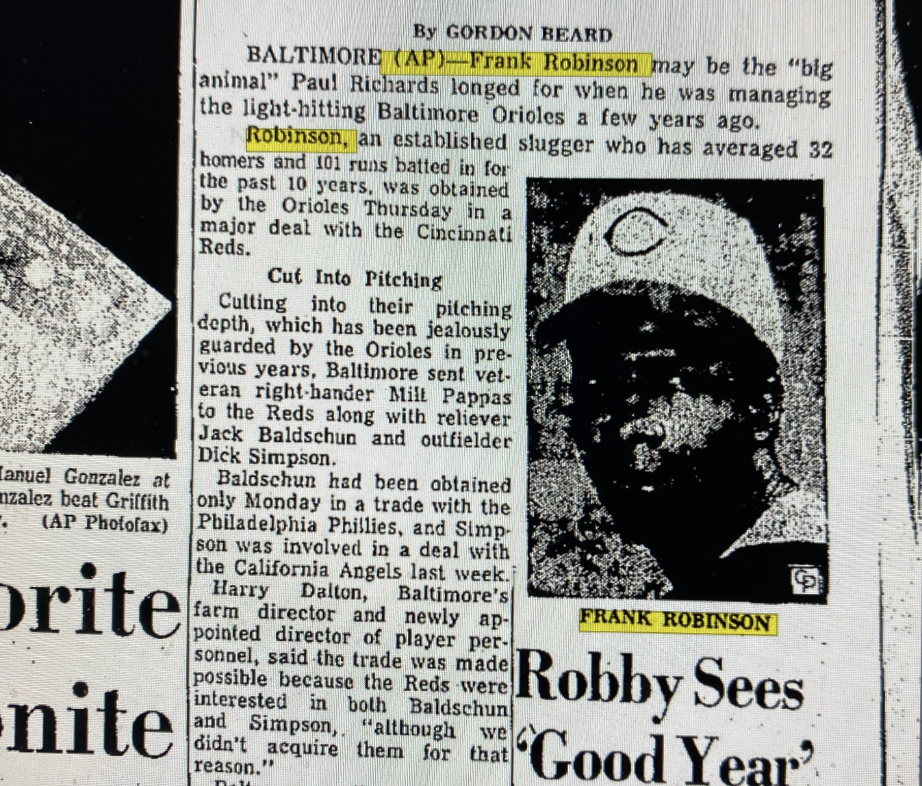 By GORDON BEARD
BALTIMORE (AP)—Frank Robinson may be the "big
animal" Paul Richards longed for when he was managing
the light-hitting Baltimore Orioles a few years ago.
Robinson, an established slugger who has averaged 32
homers and 101 runs batted in for
the past 10 years, was obtained
by the Orioles Thursday in a
major deal with the Cincinnati
Reds.
Cut Into Pitching
Cutting into their pitching
depth, which has been jealously
guarded by the Orioles in pre-
vious years, Baltimore sent vet-
eran right-hander Milt Pappas
to the Reds along with reliever
Jack Baldschun and outfielder
Dick Simpson.
Baldschun had been obtained
only Monday in a trade with the
Philadelphia Phillies, and Simp-
son was involved in a deal with
the California Angels last week.
Harry Dalton, Baltimore's
farm director and newly ap-
pointed director of player per-
sonnel, said the trade was made
possible because the Reds were
interested in both Baldschun
and Simpson, "although we
didn't acquire them for that
reason."
FRANK ROBINSON
Robby Sees
'Good Year'
anuel Gonzalez at
nzalez beat Griffith
(AP Photofax)
orite
nite